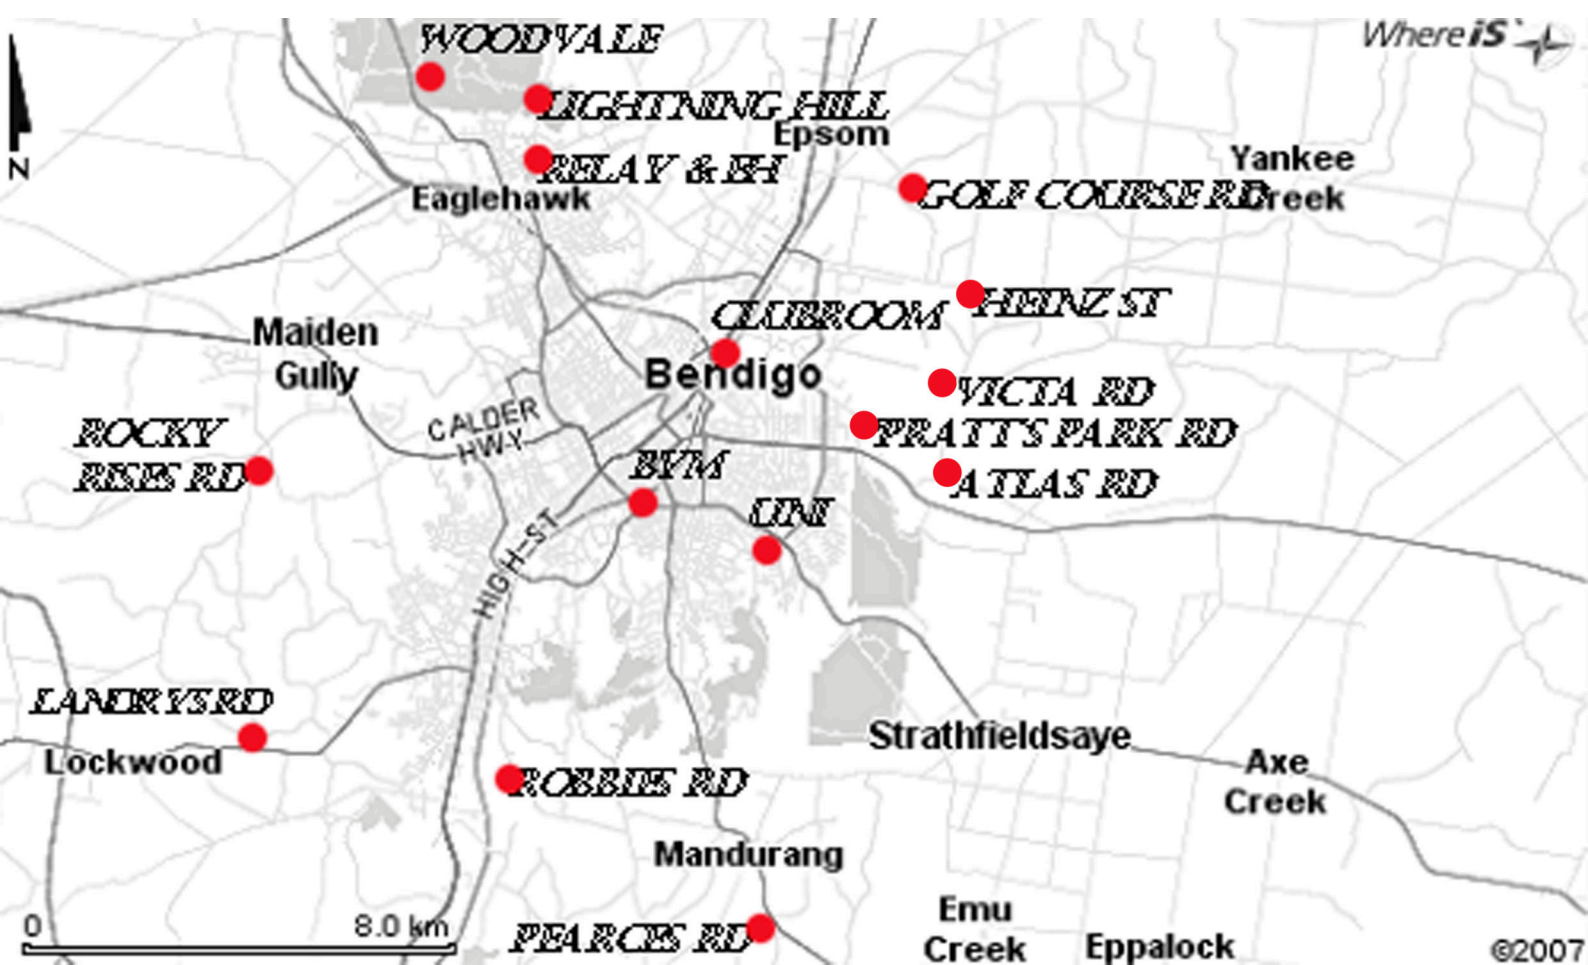 WOODVALE
Whereis
LIGHTNING HILL
Epsom
RELAY & BH
Yankee
Creek
Eaglehawk
GOLF COURSE RD
HEINZ ST
CLUBROOM
Maiden
Gully
Bendigo
VICTA RD
CALDER
HWY
ROCKY
RISES RD
PRATTS PARK RD
BYM
ATLAS RD
UNI
HIGH-ST
LANDRYS RD
Lockwood
Strathfieldsaye
Axe
Creek
ROBBIES RD
Mandurang
Emu
Creek
Eppalock
PEARCES RD
0
8.0 km
N
©2007